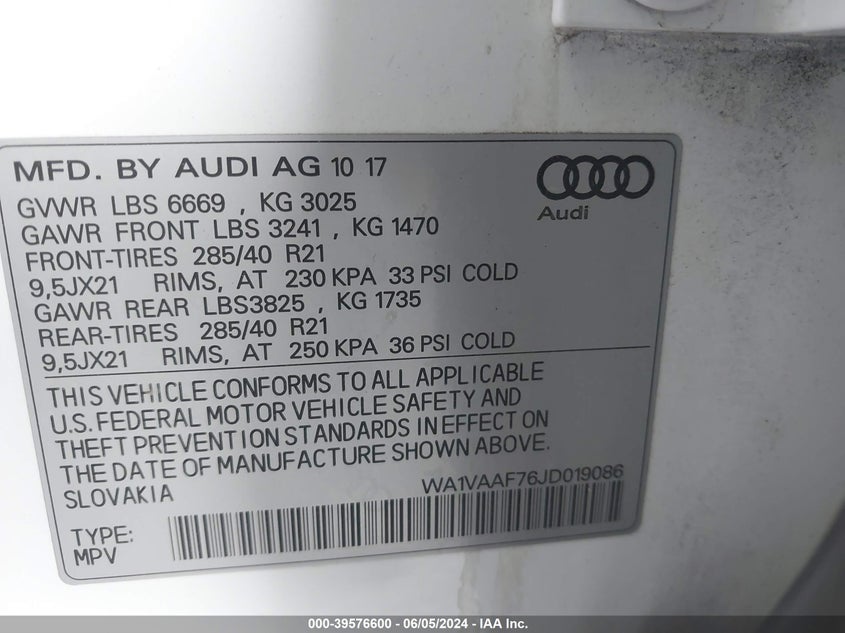 MFD. BY AUDI AG 10 17
Audi
GVWR LBS 6669 , KG 3025
GAWR FRONT LBS 3241 , KG 1470
FRONT-TIRES 285/40 R21
9,5JX21 RIMS, AT 230 KPA 33 PSI COLD
GAWR REAR LBS3825 , KG 1735
REAR-TIRES 285/40 R21
9,5JX21 RIMS, AT 250 KPA 36 PSI COLD
THIS VEHICLE CONFORMS TO ALL APPLICABLE
U.S. FEDERAL MOTOR VEHICLE SAFETY AND
THEFT PREVENTION STANDARDS IN EFFECT ON
THE DATE OF MANUFACTURE SHOWN ABOVE.
SLOVAKIA
WA1VAAF76JD019086
TYPE:
MPV
000-39576600 - 06/05/2024 - IAA Inc.